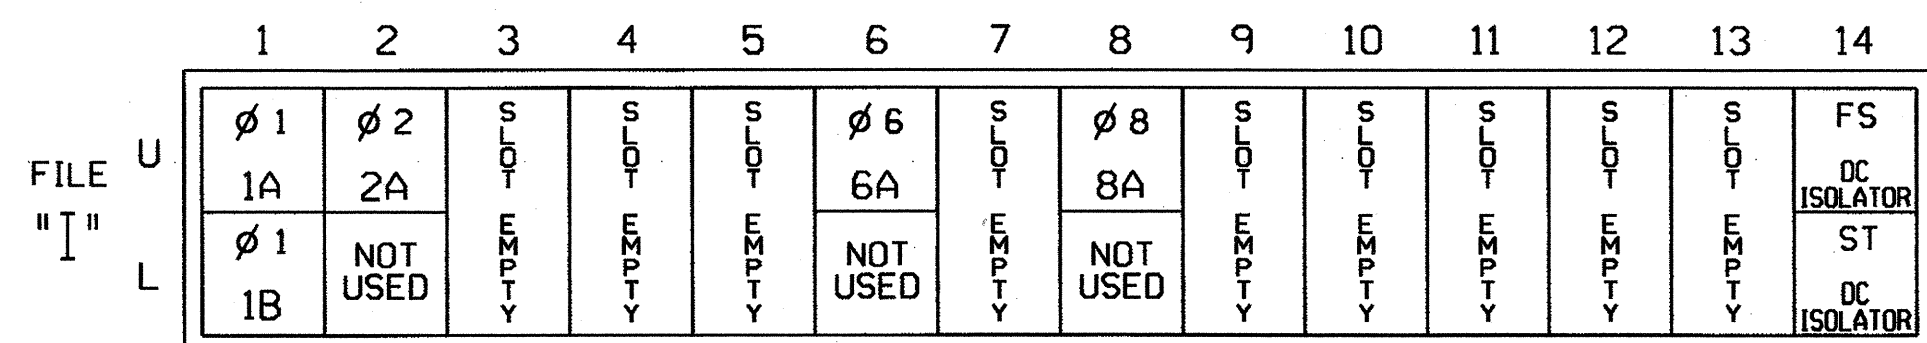 1 2 3 4 5 6 7 8 9 10 11 12 13 14
FILE "I"
U
L
Ø 1
1A
Ø 1
1B
Ø 2
2A
NOT
USED
SLOT EMPTY
SLOT EMPTY
SLOT EMPTY
Ø 6
6A
NOT
USED
SLOT EMPTY
Ø 8
8A
NOT
USED
SLOT EMPTY
SLOT EMPTY
SLOT EMPTY
SLOT EMPTY
SLOT EMPTY
FS
DC
ISOLATOR
ST
DC
ISOLATOR